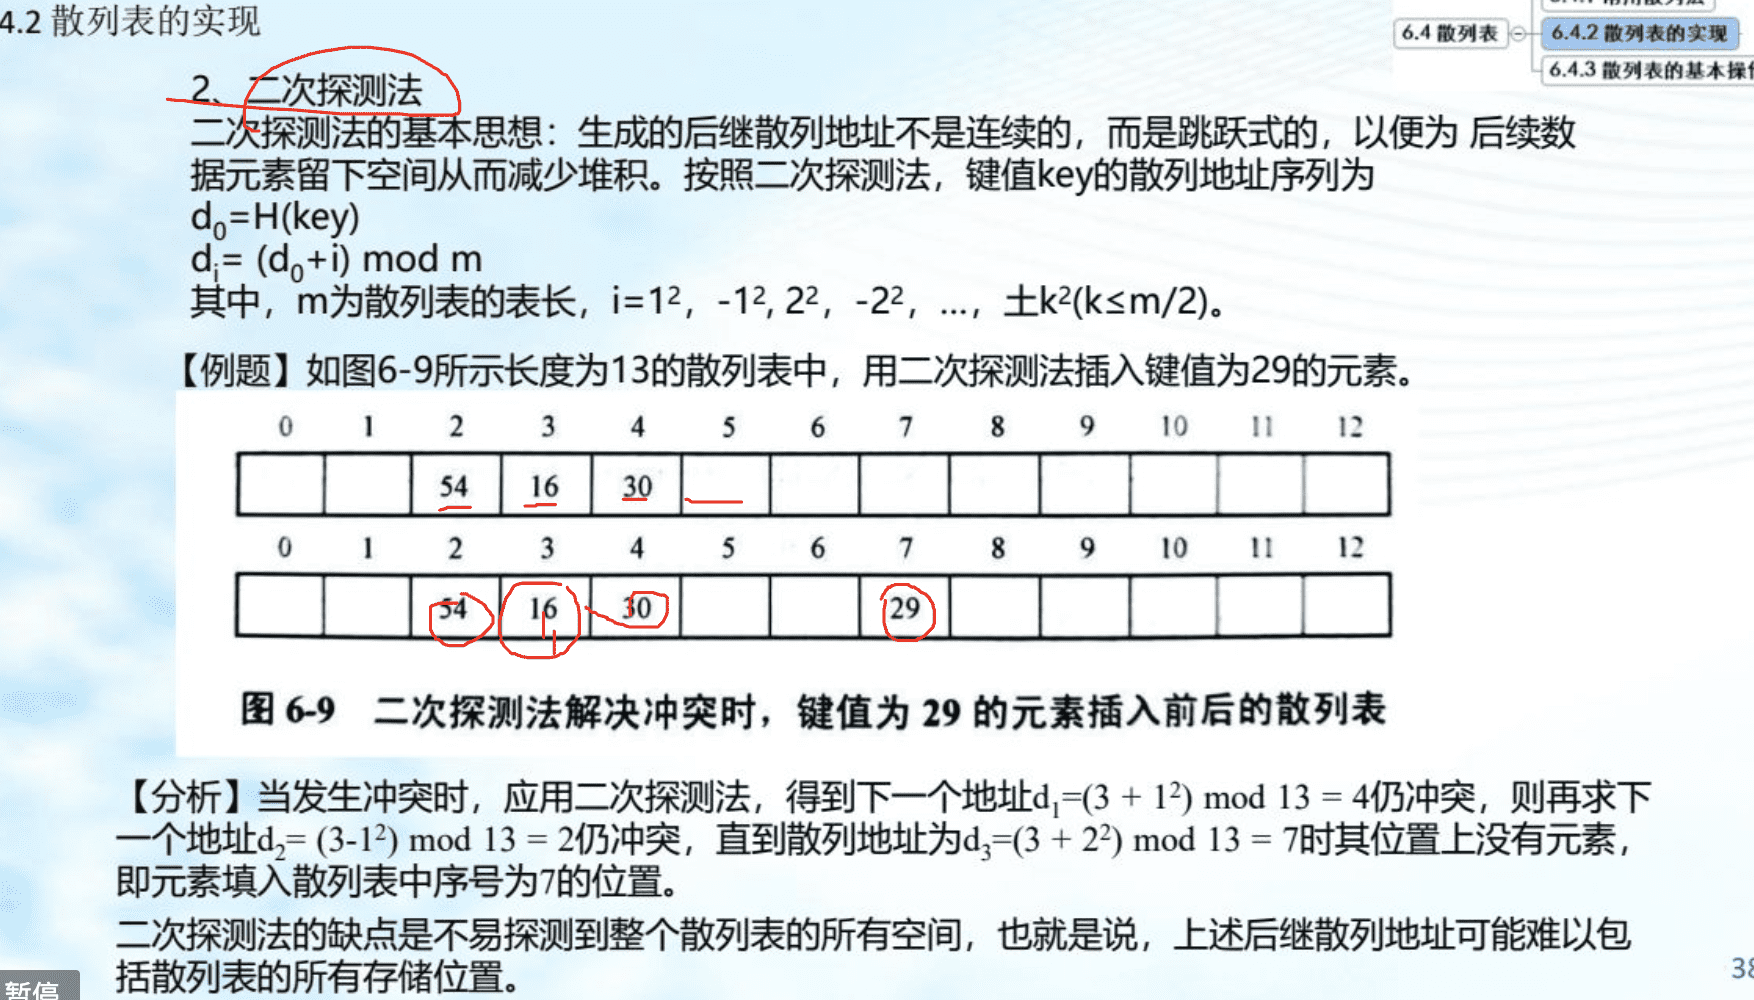 4.2 散列表的实现
6.4 散列表
6.4.2 散列表的实现
6.4.3 散列表的基本操
2、二次探测法
二次探测法的基本思想：生成的后继散列地址不是连续的，而是跳跃式的，以便为 后续数
据元素留下空间从而减少堆积。按照二次探测法，键值key的散列地址序列为
d₀=H(key)
dᵢ= (d₀+i) mod m
其中，m为散列表的表长，i=1²，-1², 2²，-2²，…，土k²(k≤m/2)。
【例题】如图6-9所示长度为13的散列表中，用二次探测法插入键值为29的元素。
0 1 2 3 4 5 6 7 8 9 10 11 12
54 16 30
0 1 2 3 4 5 6 7 8 9 10 11 12
54 16 30 29
图 6-9 二次探测法解决冲突时，键值为 29 的元素插入前后的散列表
【分析】当发生冲突时，应用二次探测法，得到下一个地址d₁=(3 + 1²) mod 13 = 4仍冲突，则再求下
一个地址d₂= (3-1²) mod 13 = 2仍冲突，直到散列地址为d₃=(3 + 2²) mod 13 = 7时其位置上没有元素，
即元素填入散列表中序号为7的位置。
二次探测法的缺点是不易探测到整个散列表的所有空间，也就是说，上述后继散列地址可能难以包
括散列表的所有存储位置。
38
暂停